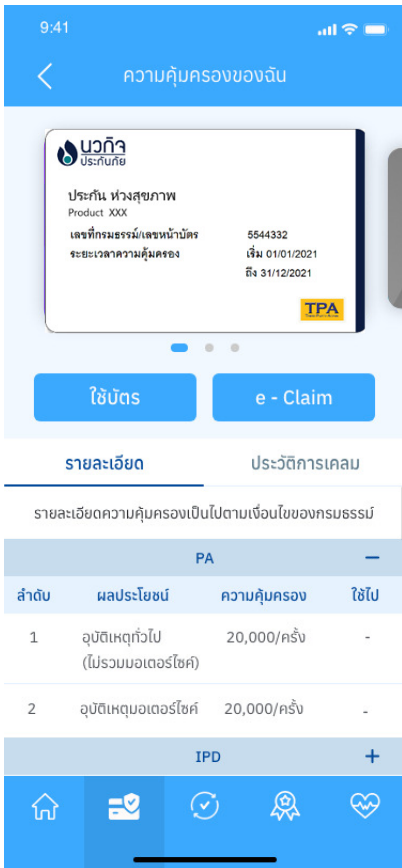 9:41
ความคุ้มครองของฉัน
นวกิจ
ประกันภัย
ประกัน ห่วงสุขภาพ
Product XXX
เลขที่กรมธรรม์/เลขหน้าบัตร 5544332
ระยะเวลาความคุ้มครอง เริ่ม 01/01/2021
ถึง 31/12/2021
TPA
ใช้บัตร e - Claim
รายละเอียด ประวัติการเคลม
รายละเอียดความคุ้มครองเป็นไปตามเงื่อนไขของกรมธรรม์
PA −
ลำดับ ผลประโยชน์ ความคุ้มครอง ใช้ไป
1 อุบัติเหตุทั่วไป 20,000/ครั้ง -
(ไม่รวมมอเตอร์ไซค์)
2 อุบัติเหตุมอเตอร์ไซค์ 20,000/ครั้ง -
IPD +